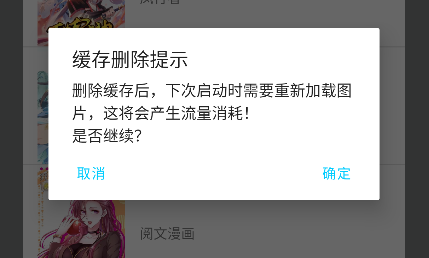 缓存删除提示
删除缓存后，下次启动时需要重新加载图
片，这将会产生流量消耗！
是否继续？
取消
确定
阅文漫画